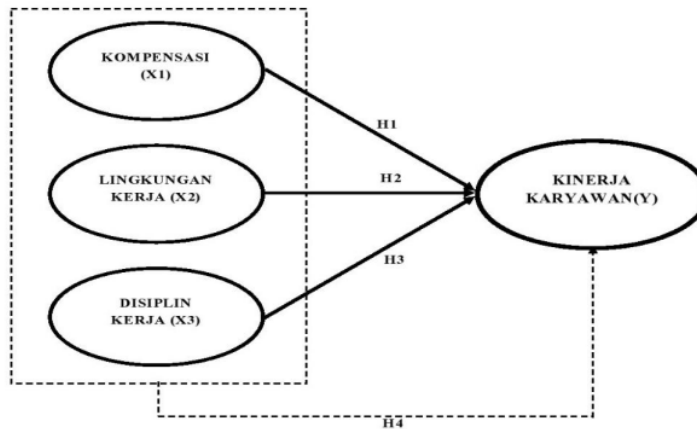 KOMPENSASI
(X1)
H1
LINGKUNGAN
KERJA (X2)
H2
KINERJA
KARYAWAN(Y)
H3
DISIPLIN
KERJA (X3)
H4